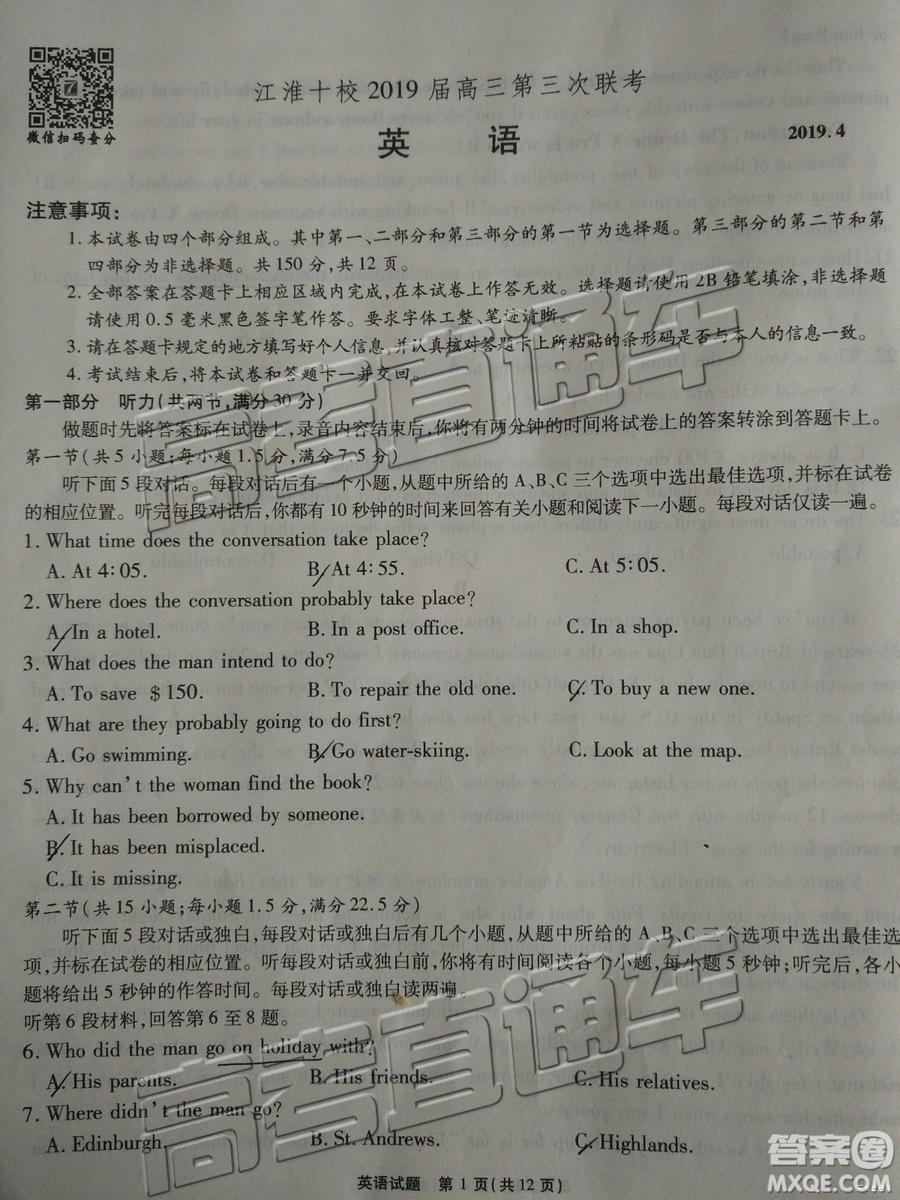 江淮十校 2019 届高三第三次联考
微信扫码查分
英 语
2019.4
注意事项：
1. 本试卷由四个部分组成。其中第一、二部分和第三部分的第一节为选择题。第三部分的第二节和第
四部分为非选择题。共 150 分，共 12 页。
2. 全部答案在答题卡上相应区域内完成，在本试卷上作答无效。选择题请使用 2B 铅笔填涂，非选择题
请使用 0.5 毫米黑色签字笔作答。要求字体工整、笔迹清晰。
3. 请在答题卡规定的地方填写好个人信息，并认真核对答题卡上所粘贴的条形码是否与本人的信息一致。
4. 考试结束后，将本试卷和答题卡一并交回。
第一部分 听力（共两节，满分 30 分）
做题时先将答案标在试卷上，录音内容结束后，你将有两分钟的时间将试卷上的答案转涂到答题卡上。
第一节（共 5 小题；每小题 1.5 分，满分 7.5 分）
听下面 5 段对话。每段对话后有一个小题，从题中所给的 A、B、C 三个选项中选出最佳选项，并标在试卷
的相应位置。听完每段对话后，你都有 10 秒钟的时间来回答有关小题和阅读下一小题。每段对话仅读一遍。
1. What time does the conversation take place?
A. At 4:05. B. At 4:55. C. At 5:05.
2. Where does the conversation probably take place?
A. In a hotel. B. In a post office. C. In a shop.
3. What does the man intend to do?
A. To save $150. B. To repair the old one. C. To buy a new one.
4. What are they probably going to do first?
A. Go swimming. B. Go water-skiing. C. Look at the map.
5. Why can't the woman find the book?
A. It has been borrowed by someone.
B. It has been misplaced.
C. It is missing.
第二节（共 15 小题；每小题 1.5 分，满分 22.5 分）
听下面 5 段对话或独白，每段对话或独白后有几个小题，从题中所给的 A、B、C 三个选项中选出最佳选
项，并标在试卷的相应位置。听每段对话或独白前，你将有时间阅读各个小题，每小题 5 秒钟；听完后，各小
题将给出 5 秒钟的作答时间。每段对话或独白读两遍。
听第 6 段材料，回答第 6 至 8 题。
6. Who did the man go on holiday with?
A. His parents. B. His friends. C. His relatives.
7. Where didn't the man go?
A. Edinburgh. B. St. Andrews. C. Highlands.
英语试题 第 1 页（共 12 页）
高考直通车
高考直通车
答案圈
MXQE.COM